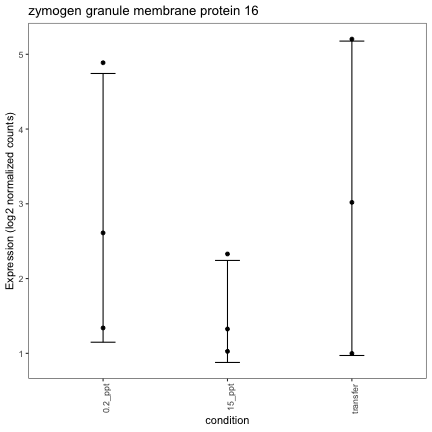 zymogen granule membrane protein 16
Expression (log2 normalized counts)
5
4
3
2
1
0.2_ppt
15_ppt
transfer
condition